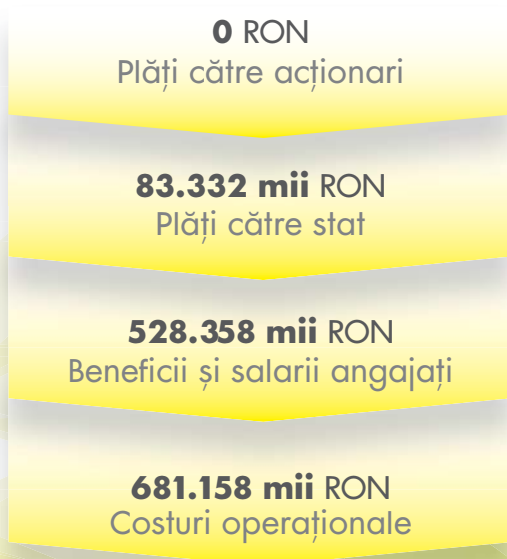 0 RON
Plăți către acționari
83.332 mii RON
Plăți către stat
528.358 mii RON
Beneficii și salarii angajați
681.158 mii RON
Costuri operaționale